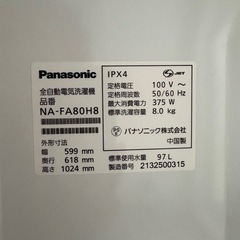 Panasonic
全自動電気洗濯機
品番
NA-FA80H8
外形寸法
幅 599 mm
奥行 618 mm
高さ 1024 mm
IPX4
JET
定格電圧 100 V~
定格周波数 50/60 Hz
最大消費電力 375 W
標準洗濯容量 8.0 kg
パナソニック株式会社
中国製
標準使用水量 97 L
製造番号 2132500315